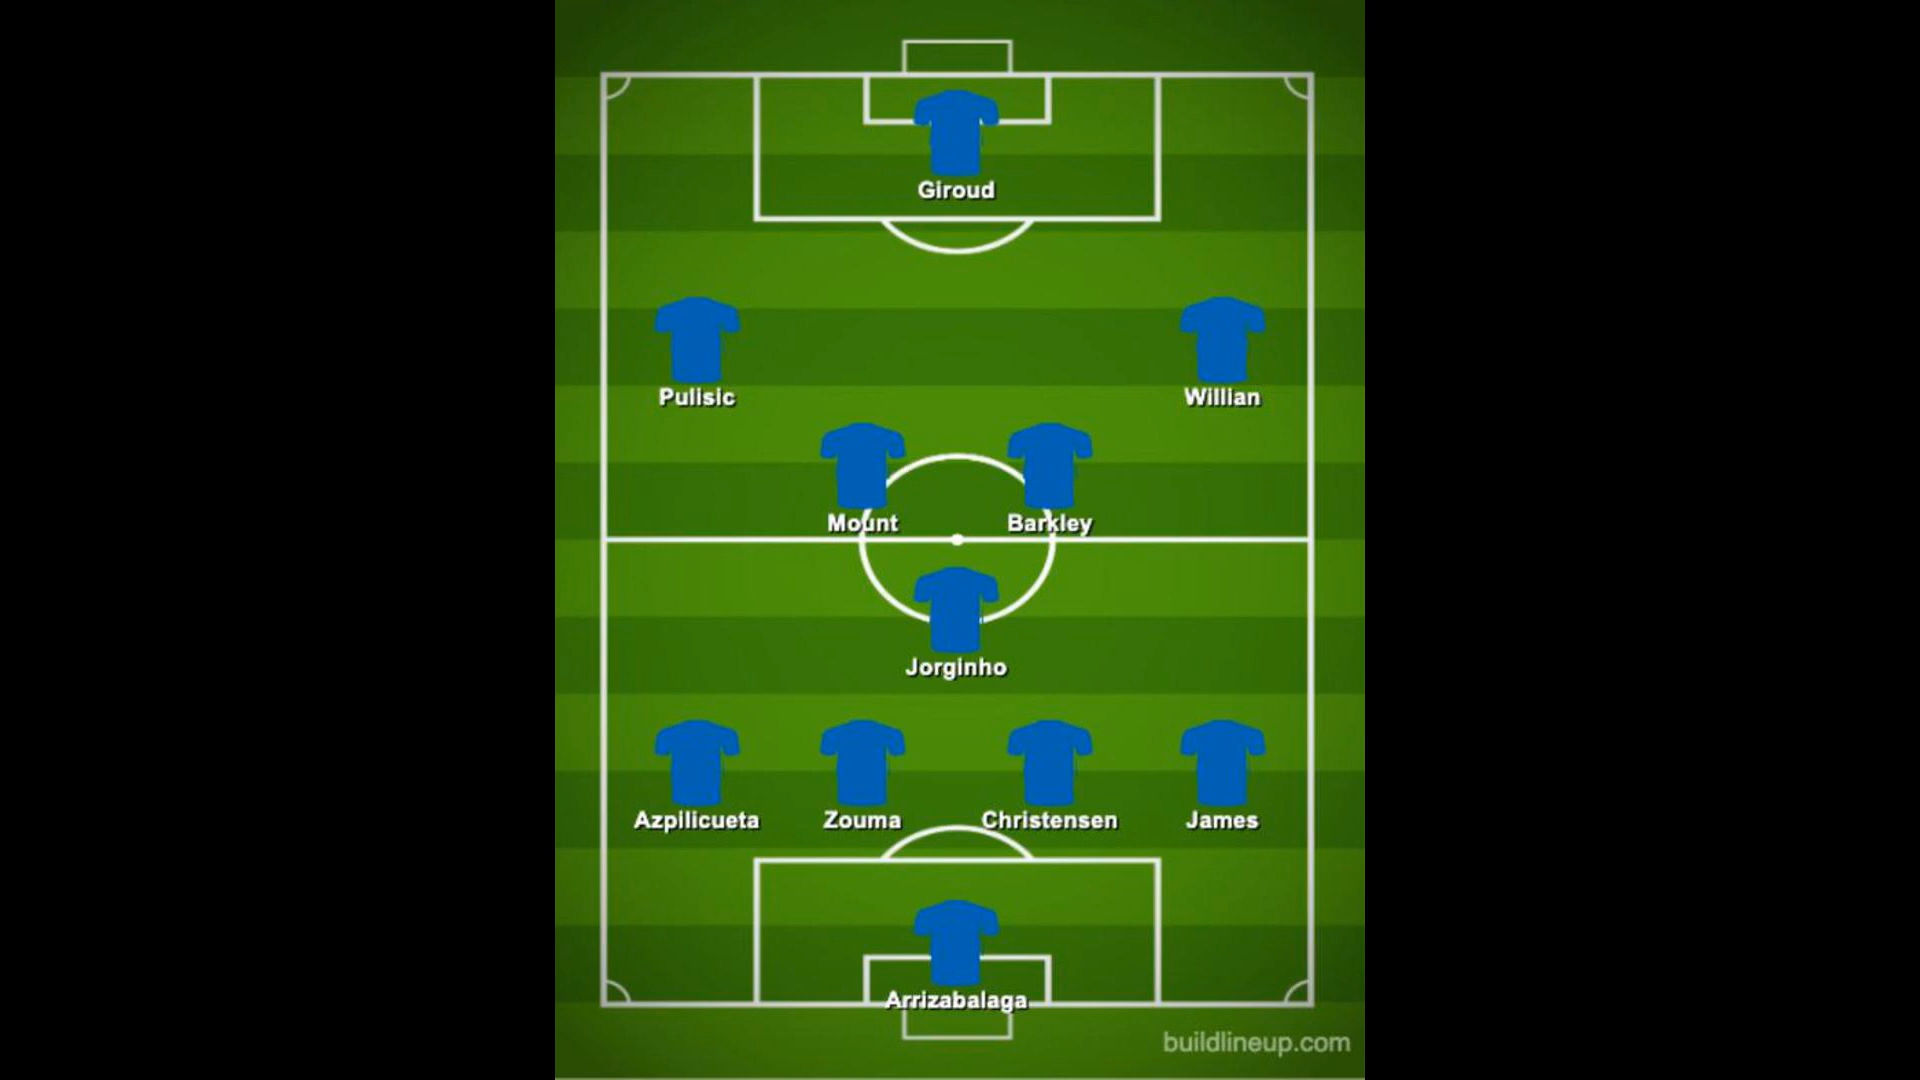 Giroud
Pulisic
Willian
Mount
Barkley
Jorginho
Azpilicueta
Zouma
Christensen
James
Arrizabalaga
buildlineup.com